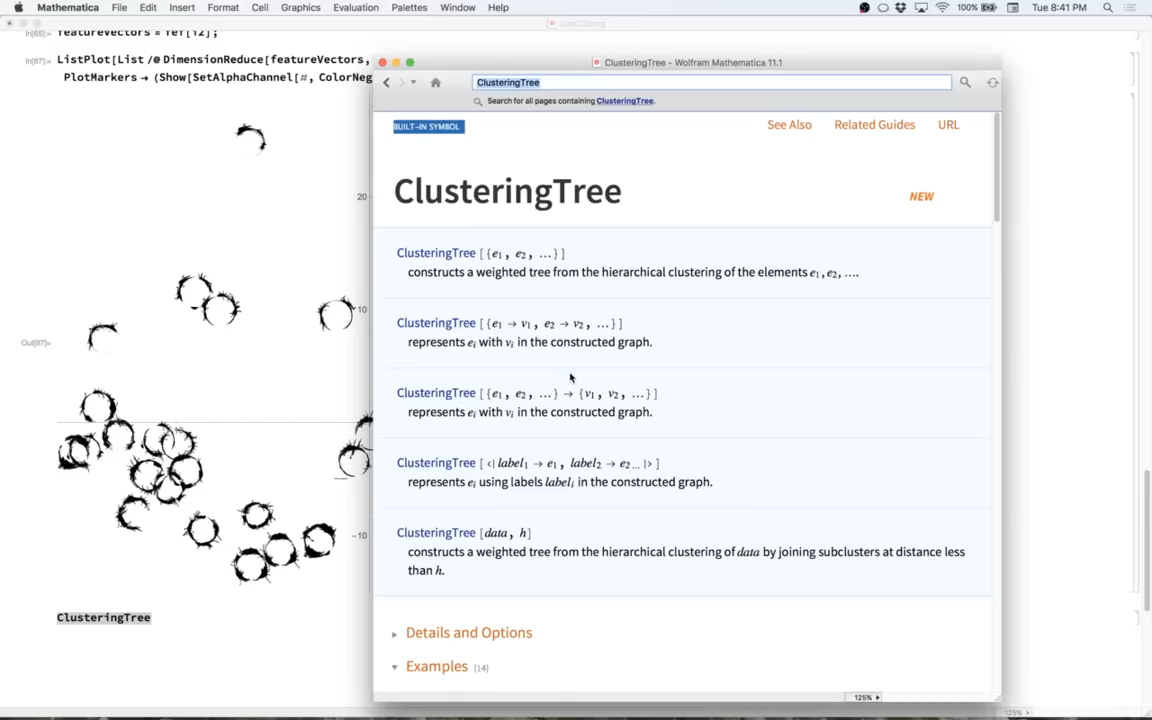 Mathematica File Edit Insert Format Cell Graphics Evaluation Palettes Window Help 100% Tue 8:41 PM
In[65]:= featureVectors = ref[12];
In[87]:= ListPlot[List /@ DimensionReduce[featureVectors,
PlotMarkers → (Show[SetAlphaChannel[#, ColorNeg
ClusteringTree - Wolfram Mathematica 11.1
ClusteringTree
Search for all pages containing ClusteringTree.
BUILT-IN SYMBOL
See Also Related Guides URL
ClusteringTree
NEW
20
ClusteringTree [{e1, e2, …}]
constructs a weighted tree from the hierarchical clustering of the elements e1, e2, ….
10
ClusteringTree [{e1 → v1, e2 → v2, …}]
represents ei with vi in the constructed graph.
Out[87]=
ClusteringTree [{e1, e2, …} → {v1, v2, …}]
represents ei with vi in the constructed graph.
ClusteringTree [<| label1 → e1, label2 → e2… |>]
represents ei using labels labeli in the constructed graph.
-10
ClusteringTree [data, h]
constructs a weighted tree from the hierarchical clustering of data by joining subclusters at distance less
than h.
ClusteringTree
Details and Options
Examples (14)
125%
125%